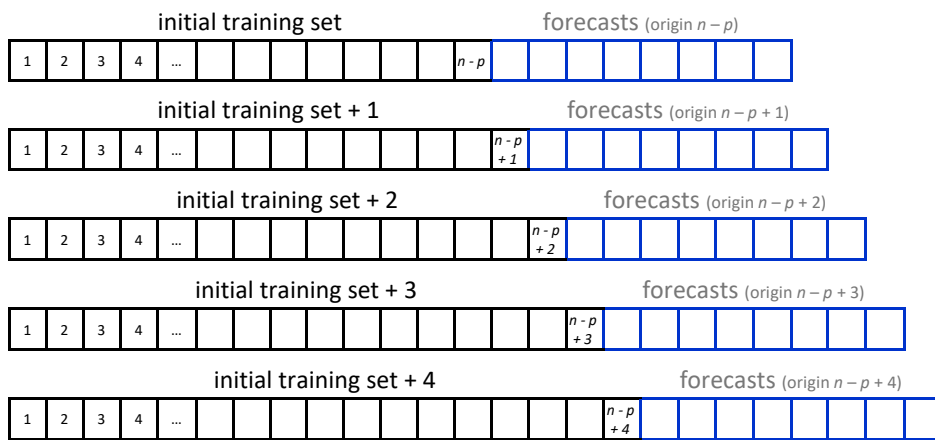 initial training set forecasts (origin n – p)
1 2 3 4 ... n - p
initial training set + 1 forecasts (origin n – p + 1)
1 2 3 4 ... n - p
+ 1
initial training set + 2 forecasts (origin n – p + 2)
1 2 3 4 ... n - p
+ 2
initial training set + 3 forecasts (origin n – p + 3)
1 2 3 4 ... n - p
+ 3
initial training set + 4 forecasts (origin n – p + 4)
1 2 3 4 ... n - p
+ 4